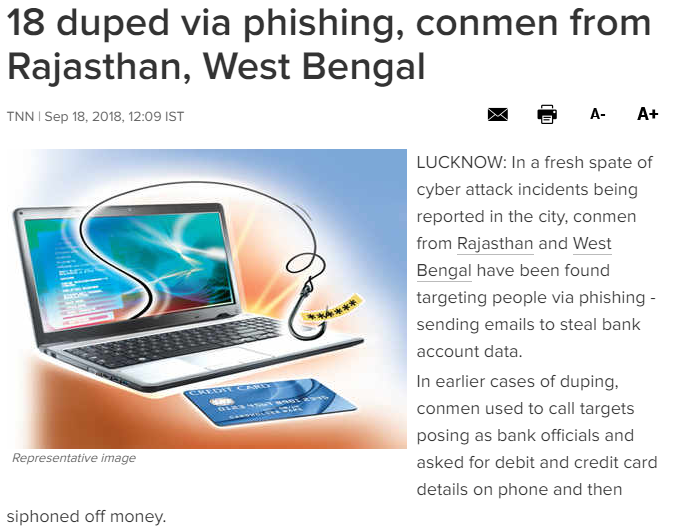 18 duped via phishing, conmen from
Rajasthan, West Bengal
TNN | Sep 18, 2018, 12:09 IST
A-
A+
LUCKNOW: In a fresh spate of
cyber attack incidents being
reported in the city, conmen
from Rajasthan and West
Bengal have been found
targeting people via phishing -
sending emails to steal bank
account data.
In earlier cases of duping,
conmen used to call targets
posing as bank officials and
asked for debit and credit card
details on phone and then
siphoned off money.
******
CREDIT CARD
Representative image